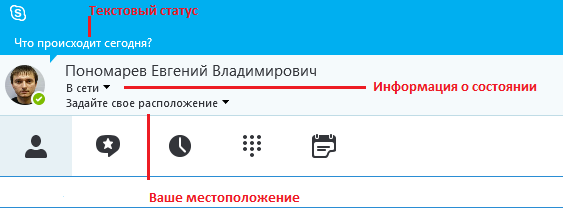 Текстовый статус
Что происходит сегодня?
Пономарев Евгений Владимирович
В сети
Информация о состоянии
Задайте свое расположение
Ваше местоположение